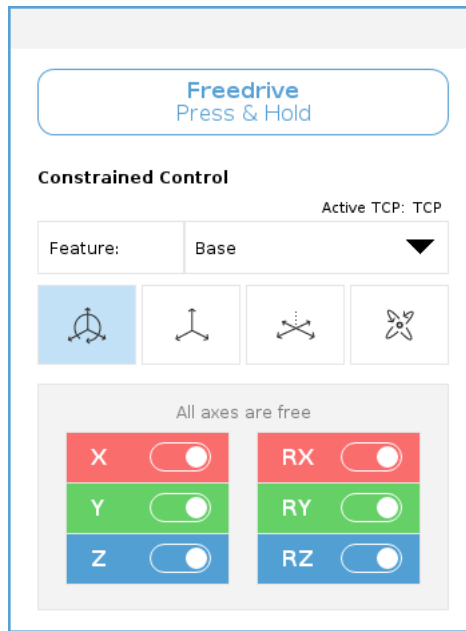 Freedrive
Press & Hold
Constrained Control
Active TCP: TCP
Feature: Base
All axes are free
X RX
Y RY
Z RZ